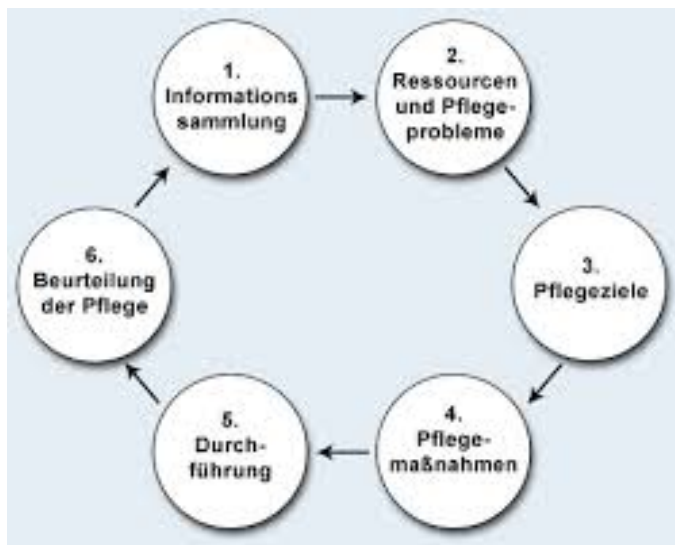 1.
Informations
sammlung
2.
Ressourcen
und Pflege-
probleme
3.
Pflegeziele
4.
Pflege-
maßnahmen
5.
Durch-
führung
6.
Beurteilung
der Pflege